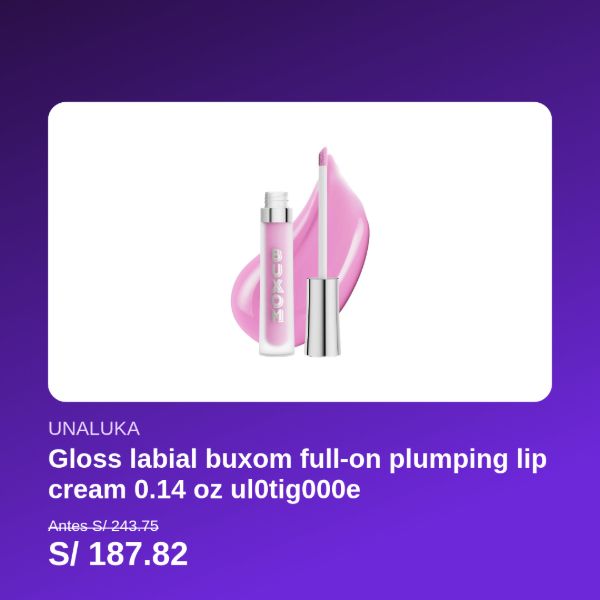 BUXOM
UNALUKA
Gloss labial buxom full-on plumping lip
cream 0.14 oz ul0tig000e
Antes S/ 243.75
S/ 187.82